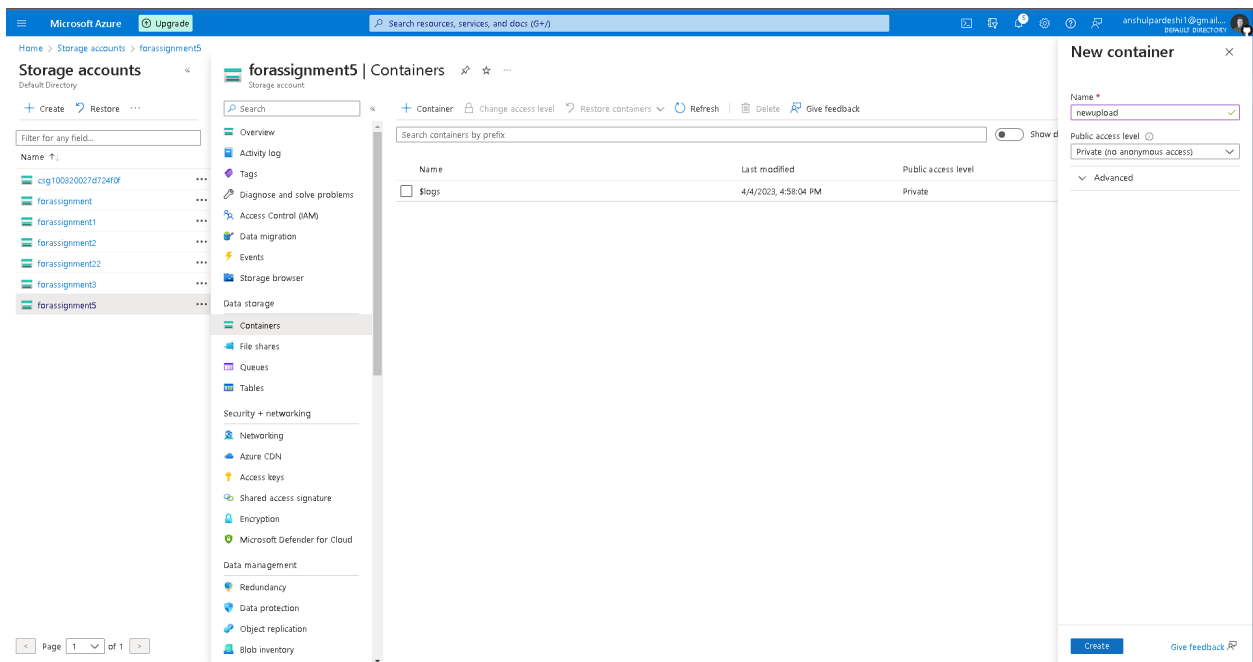 Microsoft Azure
Upgrade
Search resources, services, and docs (G+/)
5
anshulpardeshi1@gmail....
DEFAULT DIRECTORY
Home > Storage accounts > forassignment5
Storage accounts
Default Directory
Create
Restore
Filter for any field...
Name
csg100320027d724f0f
forassignment
forassignment1
forassignment2
forassignment22
forassignment3
forassignment5
Page 1 of 1
forassignment5 | Containers
Storage account
Search
Overview
Activity log
Tags
Diagnose and solve problems
Access Control (IAM)
Data migration
Events
Storage browser
Data storage
Containers
File shares
Queues
Tables
Security + networking
Networking
Azure CDN
Access keys
Shared access signature
Encryption
Microsoft Defender for Cloud
Data management
Redundancy
Data protection
Object replication
Blob inventory
Container
Change access level
Restore containers
Refresh
Delete
Give feedback
Search containers by prefix
Show d
Name Last modified Public access level
$logs 4/4/2023, 4:58:04 PM Private
New container
Name *
newupload
Public access level
Private (no anonymous access)
Advanced
Create
Give feedback